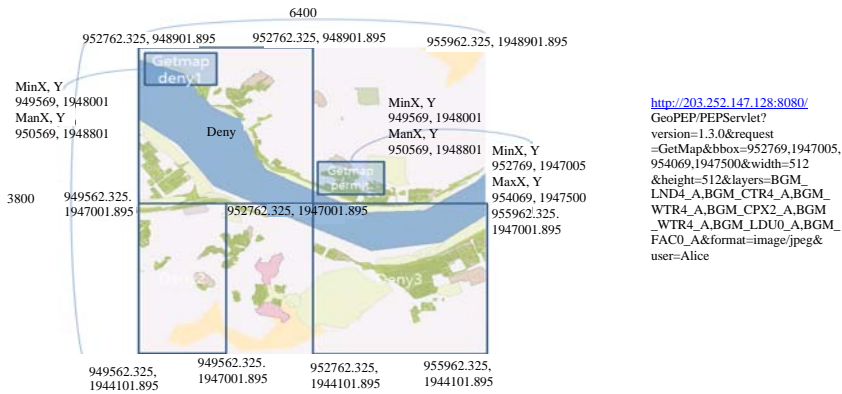 6400
952762.325, 948901.895
952762.325, 948901.895
955962.325, 1948901.895
Getmap
deny1
MinX, Y
949569, 1948001
ManX, Y
950569, 1948801
Deny
MinX, Y
949569, 1948001
ManX, Y
950569, 1948801
Getmap
MinX, Y
952769, 1947005
MaxX, Y
954069, 1947500
3800
949562.325.
1947001.895
952762.325, 1947001.895
955962.325.
1947001.895
eny3
949562.325,
1944101.895
949562.325.
1947001.895
952762.325,
1944101.895
955962.325,
1944101.895
http://203.252.147.128:8080/
GeoPEP/PEPServlet?
version=1.3.0&request
=GetMap&bbox=952769,1947005,
954069,1947500&width=512
&height=512&layers=BGM_
LND4_A,BGM_CTR4_A,BGM_
WTR4_A,BGM_CPX2_A,BGM
_WTR4_A,BGM_LDU0_A,BGM_
FAC0_A&format=image/jpeg&
user=Alice